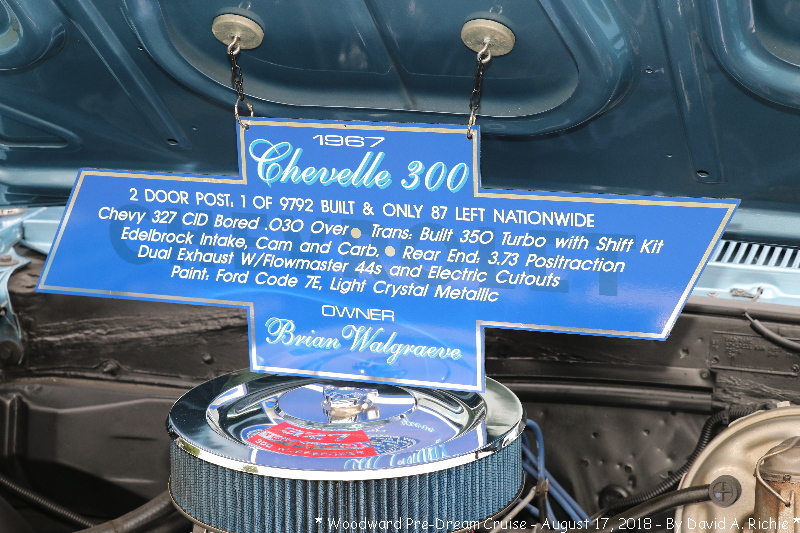 1967
Chevelle 300
2 DOOR POST, 1 OF 9792 BUILT & ONLY 87 LEFT NATIONWIDE
Chevy 327 CID Bored .030 Over • Trans: Built 350 Turbo with Shift Kit
Edelbrock Intake, Cam and Carb, • Rear End: 3.73 Positraction
Dual Exhaust W/Flowmaster 44s and Electric Cutouts
Paint: Ford Code 7E, Light Crystal Metallic
OWNER
Brian Walgraeve
* Woodward Pre-Dream Cruise - August 17, 2018 - By David A. Richie *